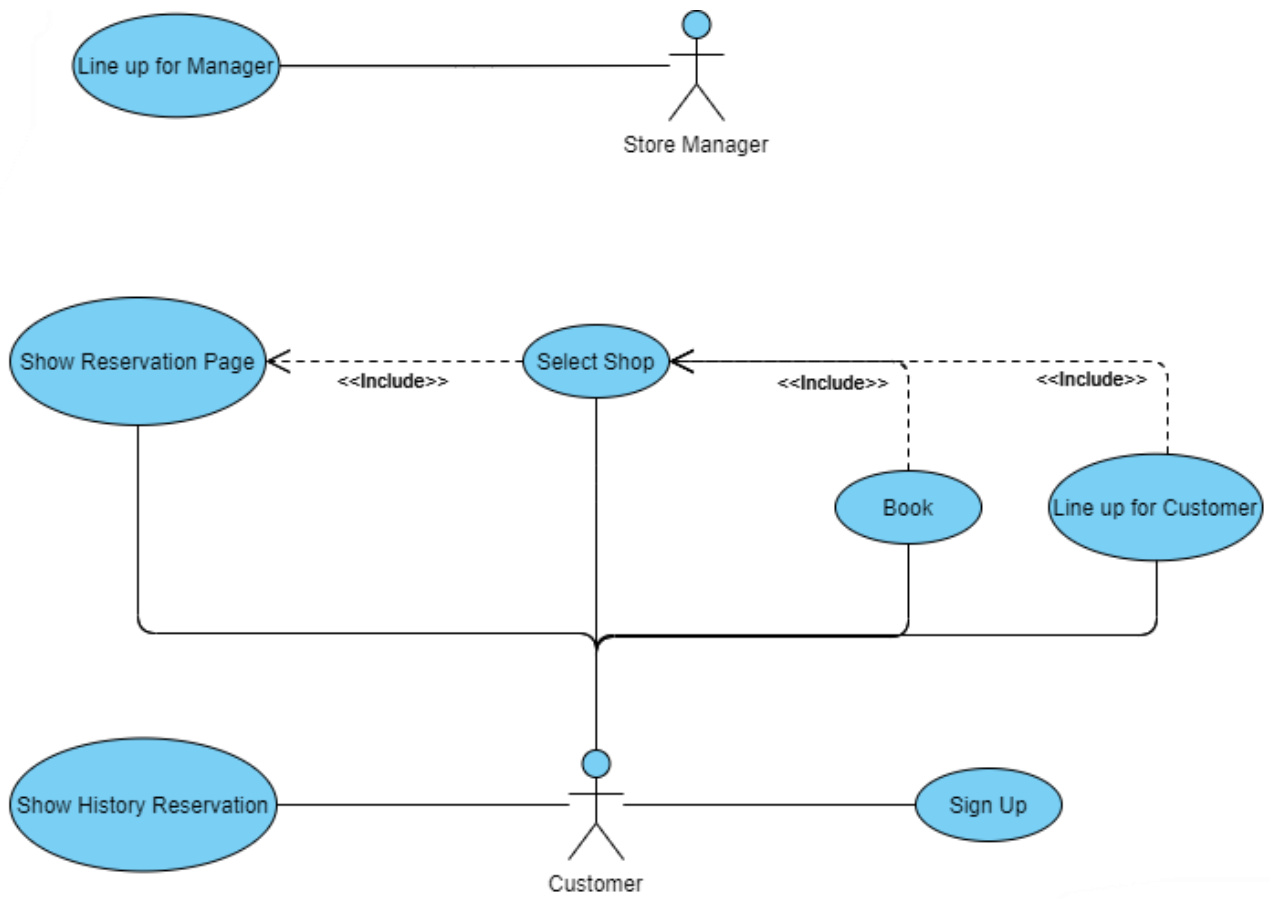 Line up for Manager
Store Manager
Show Reservation Page
<<Include>>
Select Shop
<<Include>>
<<Include>>
Book
Line up for Customer
Show History Reservation
Sign Up
Customer